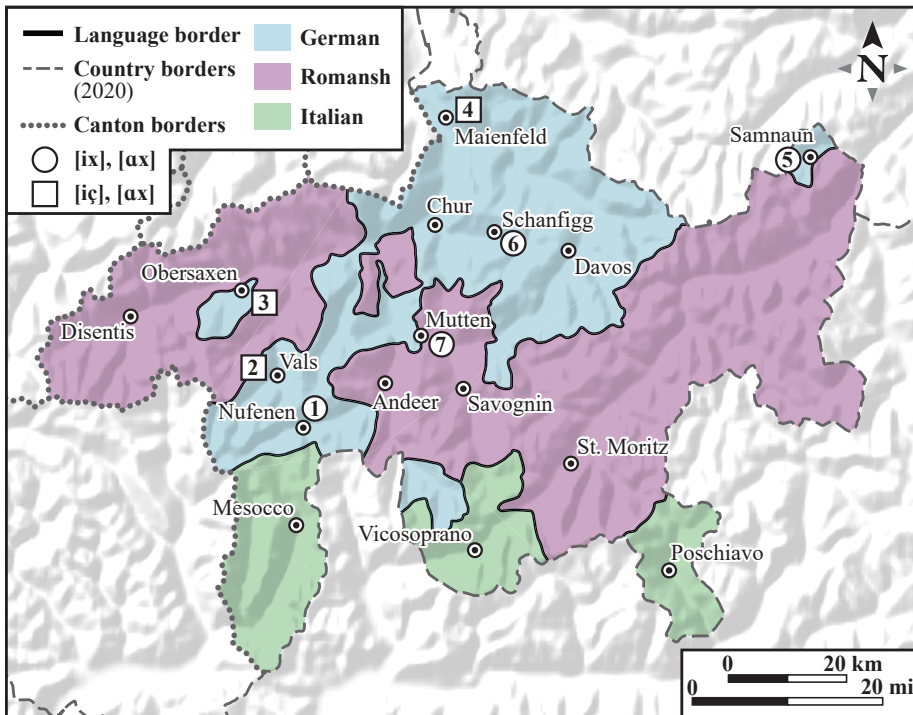 Language border
Country borders
(2020)
Canton borders
[ix], [ɑx]
[iç], [ɑx]
German
Romansh
Italian
N
4
Maienfeld
Samnaun
5
Chur
Schanfigg
6
Davos
Obersaxen
3
Disentis
Mutten
7
2
Vals
Andeer
Savognin
Nufenen
1
St. Moritz
Mesocco
Vicosoprano
Poschiavo
0 20 km
0 20 mi